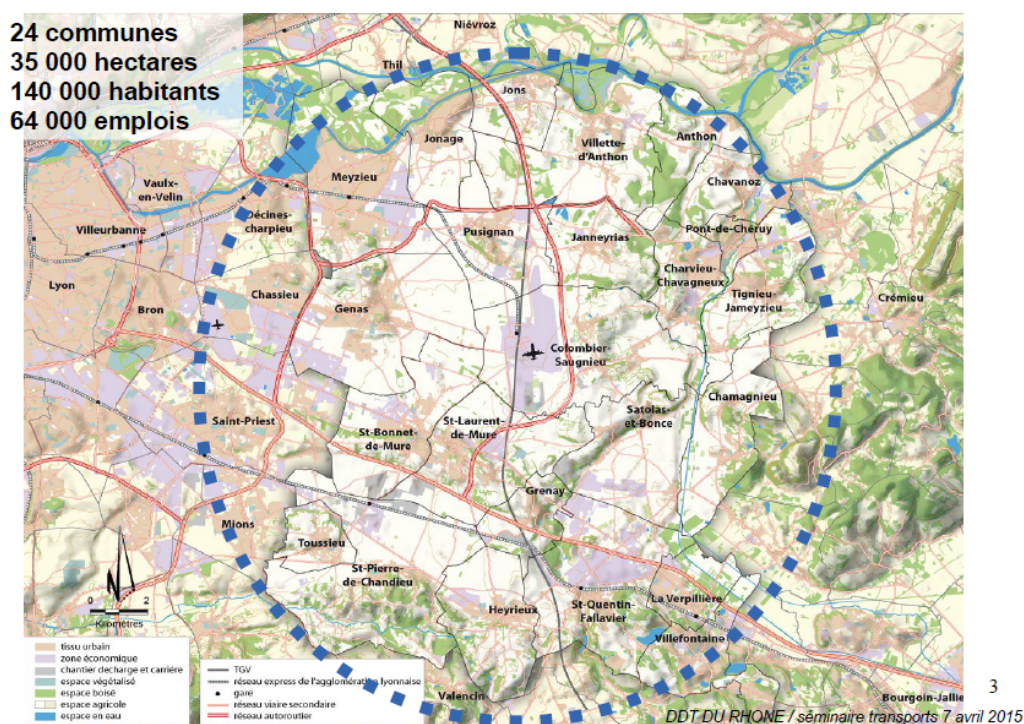 24 communes
35 000 hectares
140 000 habitants
64 000 emplois
Niévroz
Thil
Jons
Jonage
Villette-
d'Anthon
Anthon
Meyzieu
Vaulx-
en-Velin
Chavanoz
Décines-
charpieu
Villeurbanne
Pusignan
Janneyrias
Pont-de-Chéruy
Lyon
Charvieu-
Chavagneux
Chassieu
Tignieu-
Jameyzieu
Crémieu
Bron
Genas
Colombier-
Saugnieu
Chamagnieu
Satolas-
et-Bonce
Saint-Priest
St-Laurent-
de-Mure
St-Bonnet-
de-Mure
Grenay
Mions
Toussieu
St-Pierre-
de-Chandieu
La Verpillière
Heyrieux
St-Quentin-
Fallavier
Villefontaine
Valencin
Bourgoin-Jallie
0 2
Kilomètres
tissu urbain
zone économique
chantier decharge et carrière
espace végétalisé
espace boisé
espace agricole
espace en eau
TGV
réseau express de l'agglomération lyonnaise
gare
réseau viaire secondaire
réseau autoroutier
3
DDT DU RHONE / séminaire transports 7 avril 2015